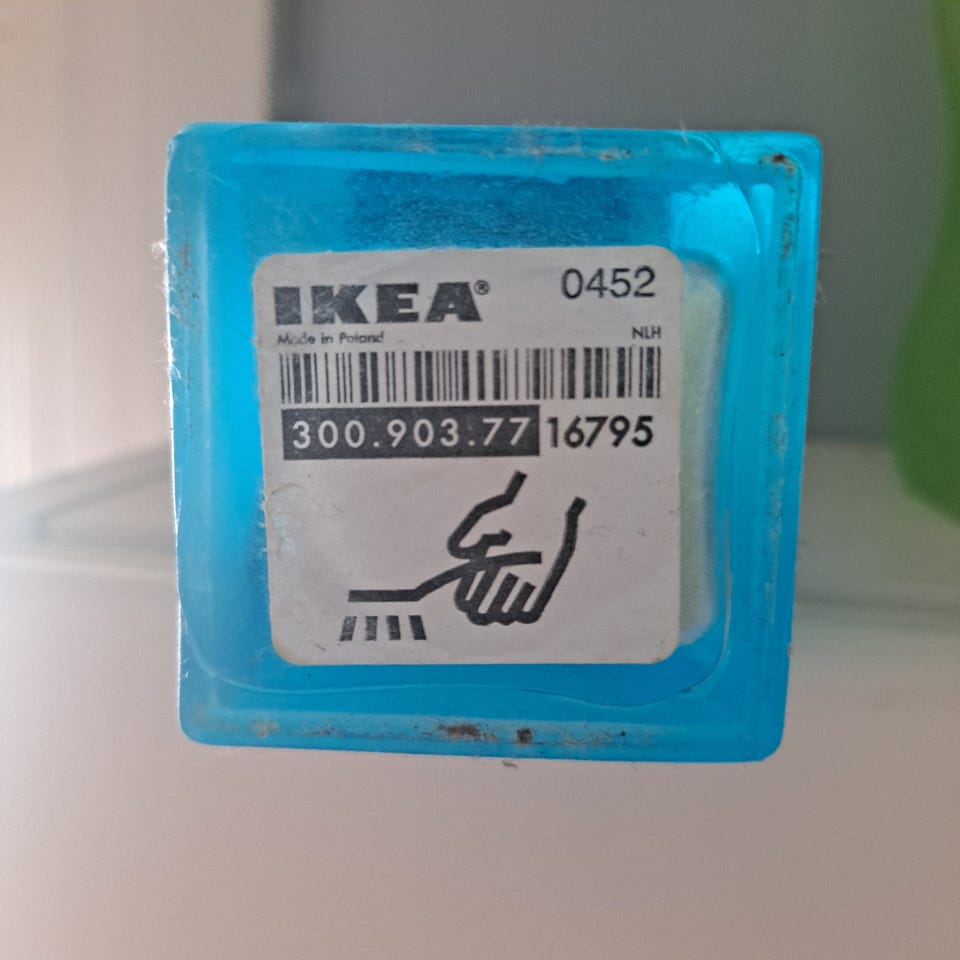 IKEA® 0452
Made in Poland NLH
300.903.77 16795